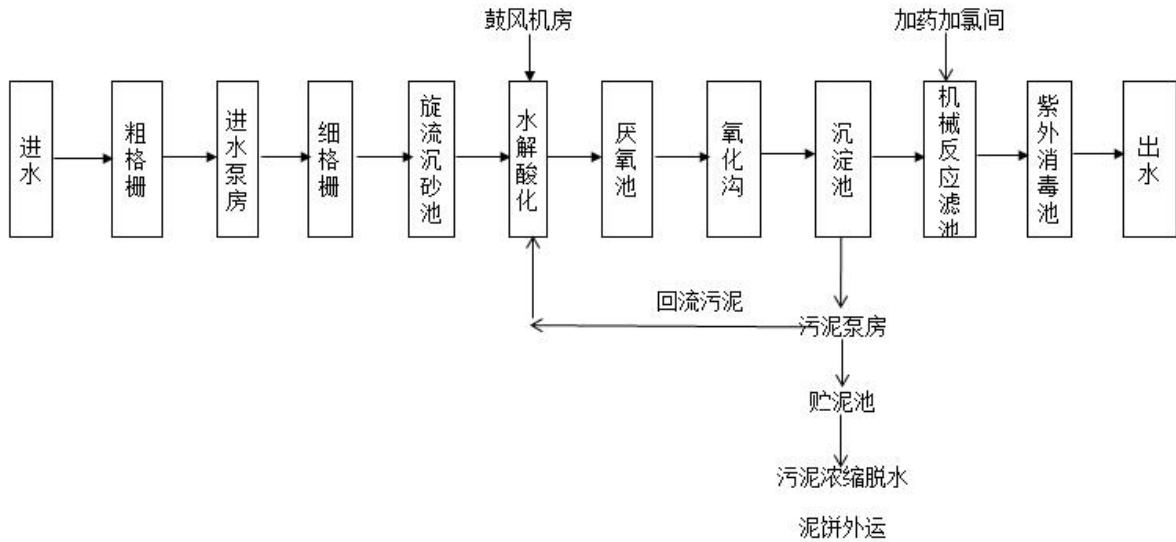 鼓风机房
加药加氯间
进水
粗格栅
进水泵房
细格栅
旋流沉砂池
水解酸化
厌氧池
氧化沟
沉淀池
机械反应滤池
紫外消毒池
出水
回流污泥
污泥泵房
贮泥池
污泥浓缩脱水
泥饼外运